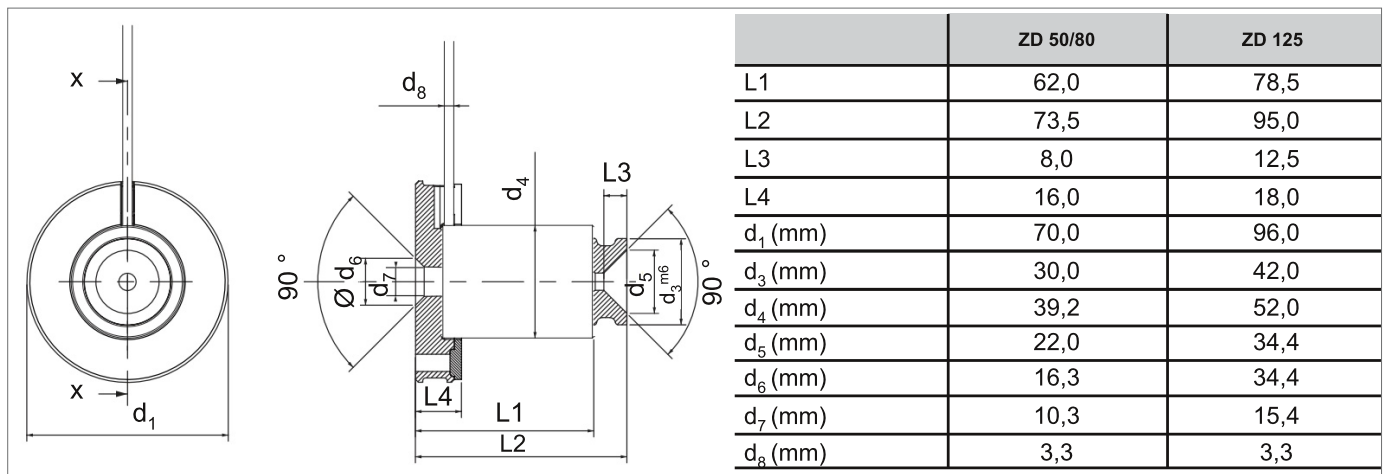 x
x
d1
d8
d4
L3
90 °
Ø d6
d7
d5
d3 m6
90 °
L4
L1
L2
ZD 50/80 ZD 125
L1 62,0 78,5
L2 73,5 95,0
L3 8,0 12,5
L4 16,0 18,0
d1 (mm) 70,0 96,0
d3 (mm) 30,0 42,0
d4 (mm) 39,2 52,0
d5 (mm) 22,0 34,4
d6 (mm) 16,3 34,4
d7 (mm) 10,3 15,4
d8 (mm) 3,3 3,3